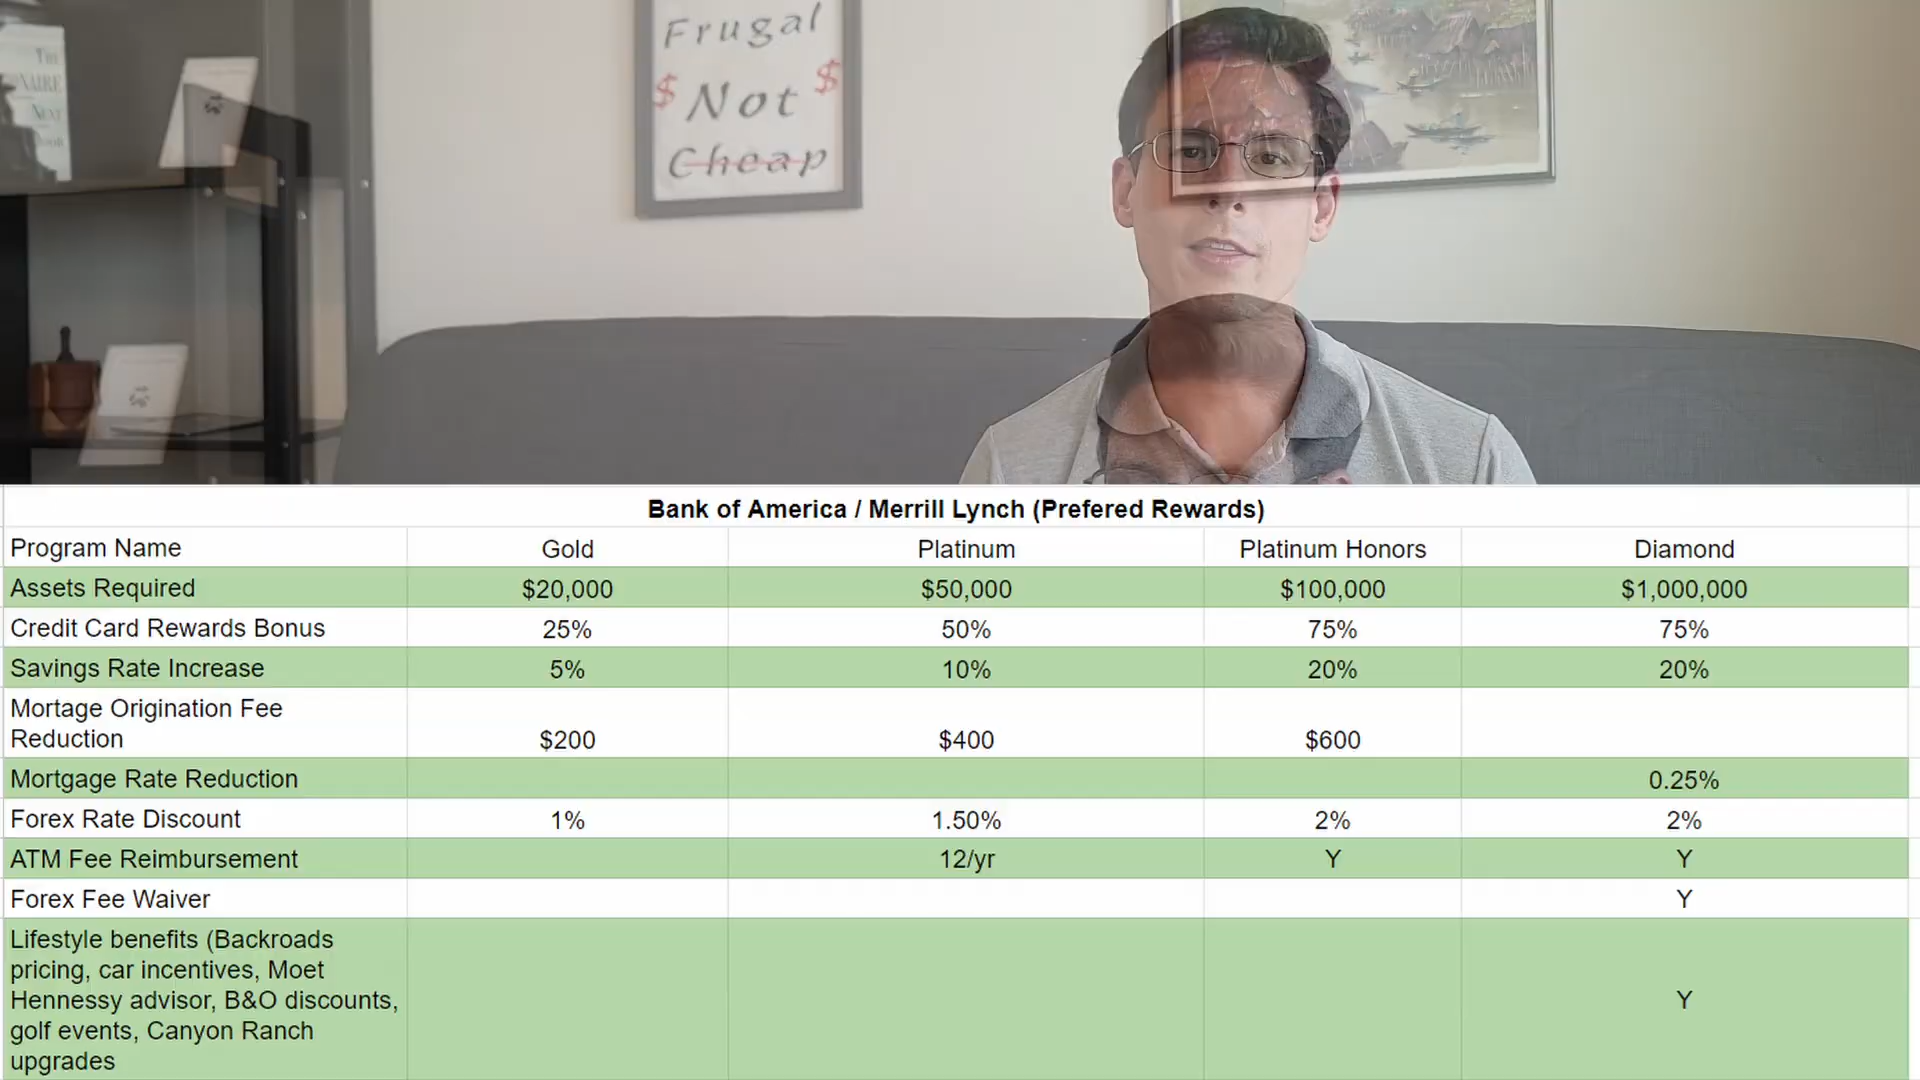 The
NAIRE
Next
Frugal
$ Not $
Cheap
Bank of America / Merrill Lynch (Prefered Rewards)
Program Name Gold Platinum Platinum Honors Diamond
Assets Required $20,000 $50,000 $100,000 $1,000,000
Credit Card Rewards Bonus 25% 50% 75% 75%
Savings Rate Increase 5% 10% 20% 20%
Mortage Origination Fee
Reduction $200 $400 $600
Mortgage Rate Reduction 0.25%
Forex Rate Discount 1% 1.50% 2% 2%
ATM Fee Reimbursement 12/yr Y Y
Forex Fee Waiver Y
Lifestyle benefits (Backroads
pricing, car incentives, Moet
Hennessy advisor, B&O discounts, Y
golf events, Canyon Ranch
upgrades